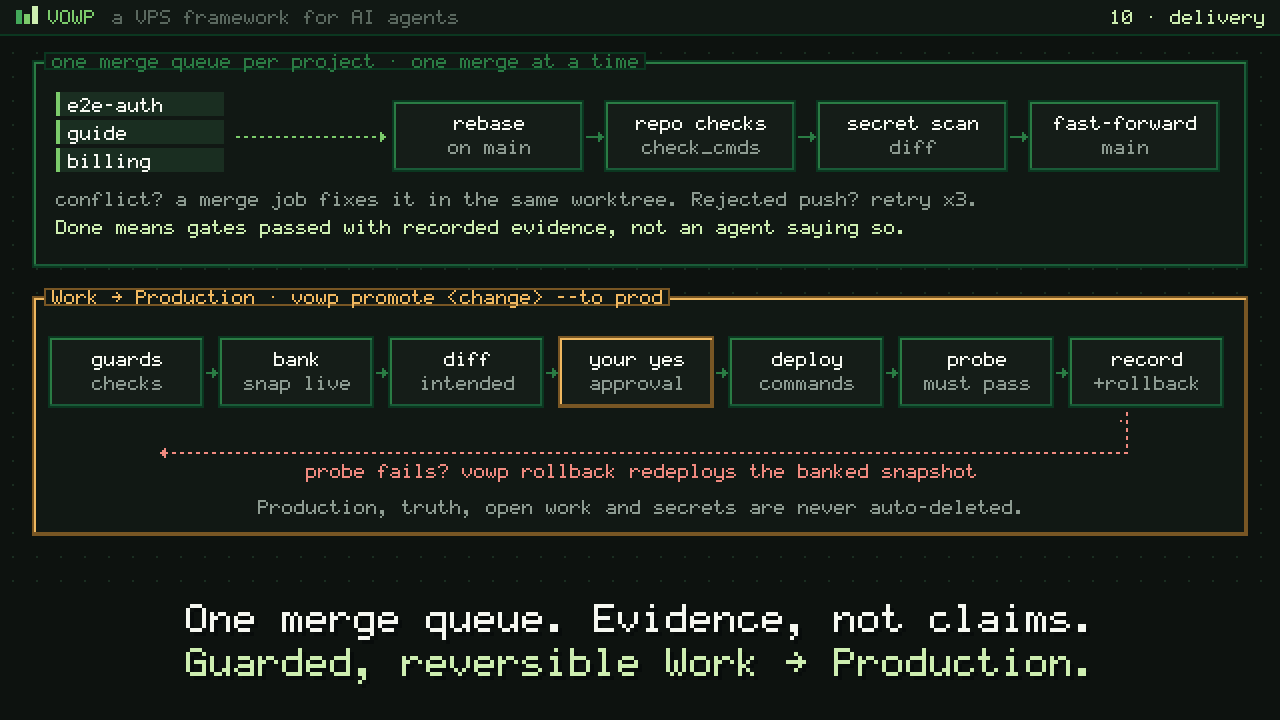 VOWP a VPS framework for AI agents
10 · delivery
one merge queue per project · one merge at a time
e2e-auth
guide
billing
rebase
on main
repo checks
check_cmds
secret scan
diff
fast-forward
main
conflict? a merge job fixes it in the same worktree. Rejected push? retry x3.
Done means gates passed with recorded evidence, not an agent saying so.
Work → Production · vowp promote <change> --to prod
guards
checks
bank
snap live
diff
intended
your yes
approval
deploy
commands
probe
must pass
record
+rollback
probe fails? vowp rollback redeploys the banked snapshot
Production, truth, open work and secrets are never auto-deleted.
One merge queue. Evidence, not claims.
Guarded, reversible Work → Production.